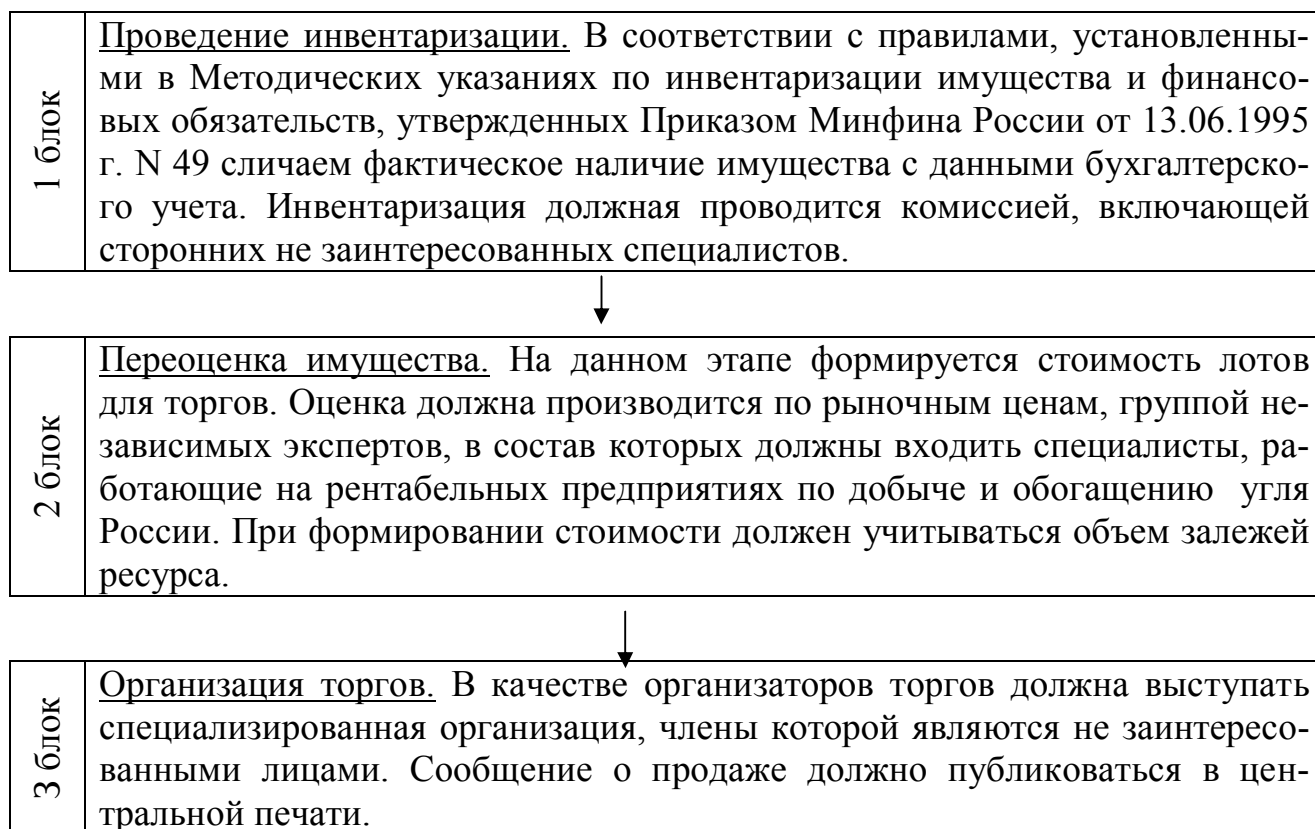 1 блок
Проведение инвентаризации. В соответствии с правилами, установленны-
ми в Методических указаниях по инвентаризации имущества и финансо-
вых обязательств, утвержденных Приказом Минфина России от 13.06.1995
г. N 49 сличаем фактическое наличие имущества с данными бухгалтерско-
го учета. Инвентаризация должная проводится комиссией, включающей
сторонних не заинтересованных специалистов.
2 блок
Переоценка имущества. На данном этапе формируется стоимость лотов
для торгов. Оценка должна производится по рыночным ценам, группой не-
зависимых экспертов, в состав которых должны входить специалисты, ра-
ботающие на рентабельных предприятиях по добыче и обогащению угля
России. При формировании стоимости должен учитываться объем залежей
ресурса.
3 блок
Организация торгов. В качестве организаторов торгов должна выступать
специализированная организация, члены которой являются не заинтересо-
ванными лицами. Сообщение о продаже должно публиковаться в цен-
тральной печати.